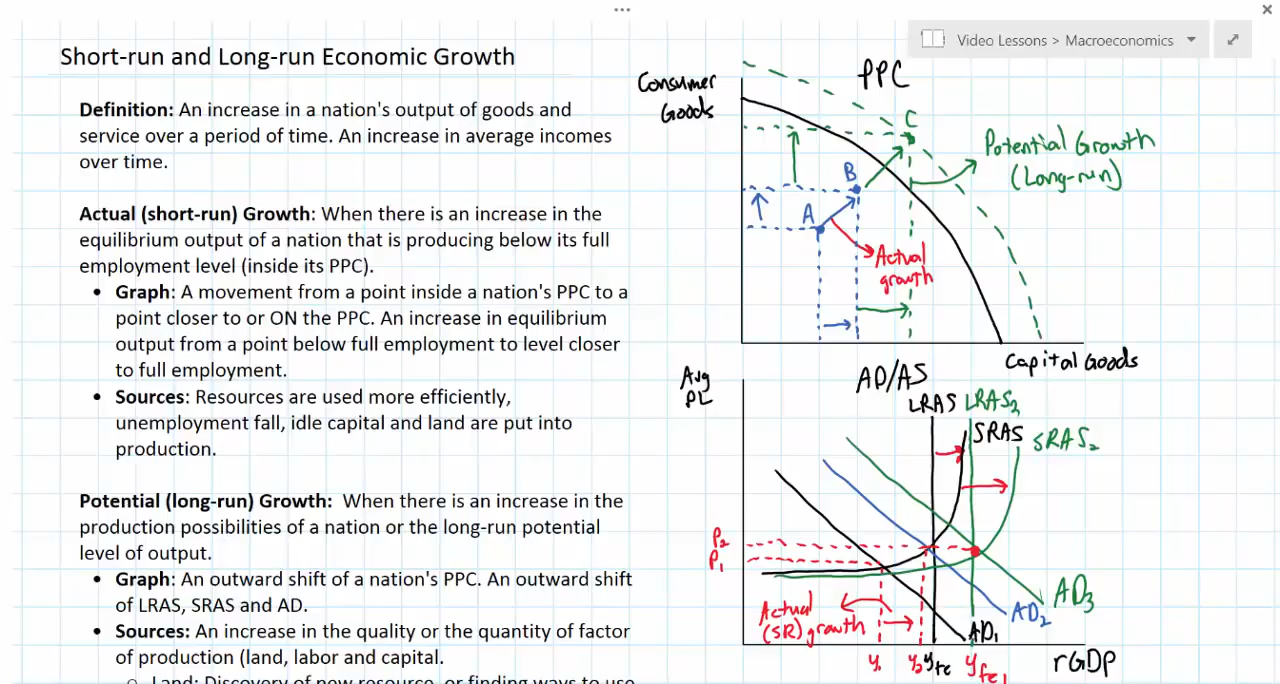 Short-run and Long-run Economic Growth
Definition: An increase in a nation's output of goods and
service over a period of time. An increase in average incomes
over time.
Actual (short-run) Growth: When there is an increase in the
equilibrium output of a nation that is producing below its full
employment level (inside its PPC).
• Graph: A movement from a point inside a nation's PPC to a
point closer to or ON the PPC. An increase in equilibrium
output from a point below full employment to level closer
to full employment.
• Sources: Resources are used more efficiently,
unemployment fall, idle capital and land are put into
production.
Potential (long-run) Growth: When there is an increase in the
production possibilities of a nation or the long-run potential
level of output.
• Graph: An outward shift of a nation's PPC. An outward shift
of LRAS, SRAS and AD.
• Sources: An increase in the quality or the quantity of factor
of production (land, labor and capital.
○ Land: Discovery of new resource, or finding ways to use
Video Lessons > Macroeconomics
PPC
Consumer
Goods
C
B
A
Potential Growth
(Long-run)
Actual
growth
Capital Goods
Avg
PL
AD/AS
LRAS
SRAS
SRAS₂
P₂
P₁
Actual
(SR) growth
AD₁
AD₂
AD₃
Y₁
Y₂
Yfe
Yfe₁
rGDP